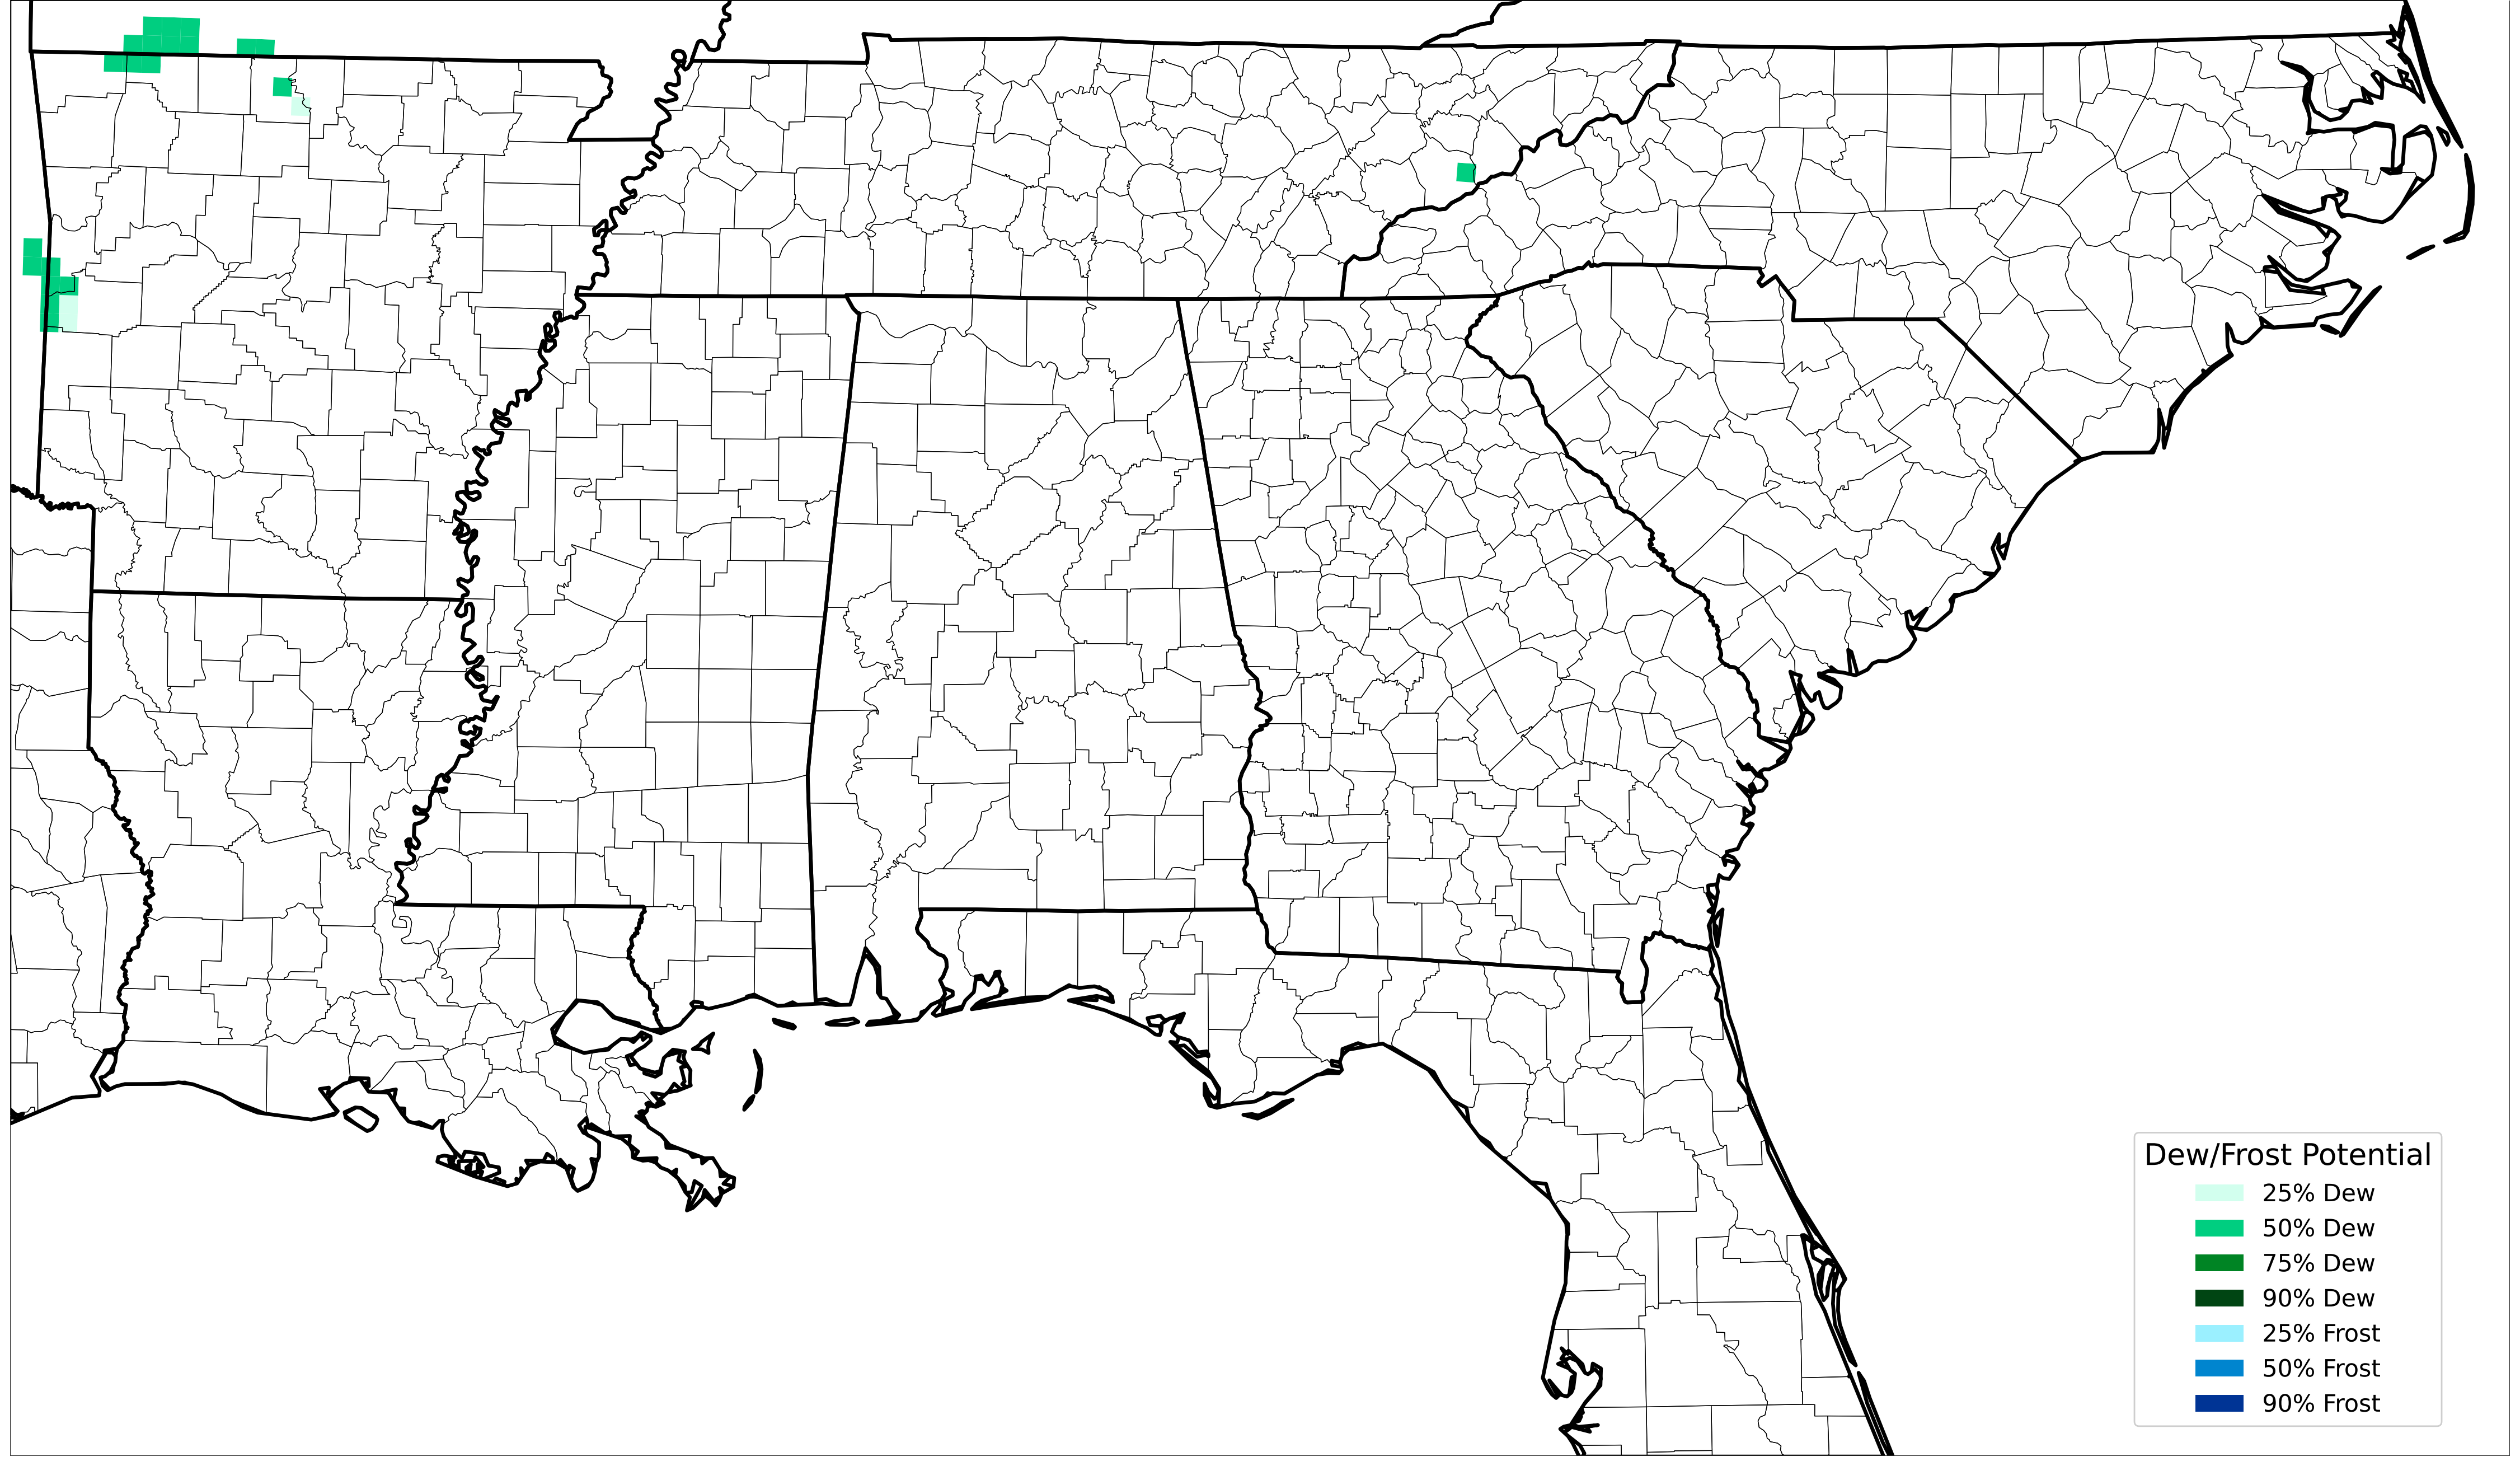 Dew/Frost Potential
25% Dew
50% Dew
75% Dew
90% Dew
25% Frost
50% Frost
90% Frost